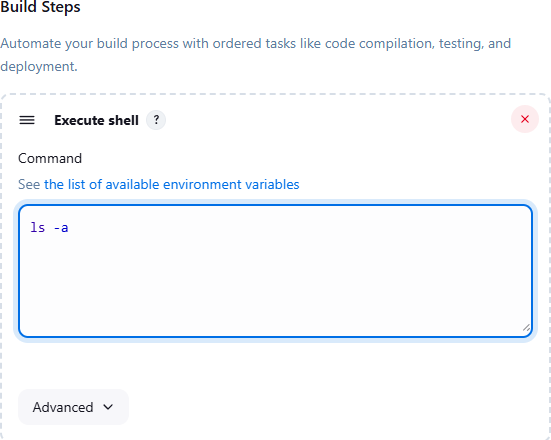 Build Steps
Automate your build process with ordered tasks like code compilation, testing, and
deployment.
Execute shell ?
Command
See the list of available environment variables
ls -a
Advanced